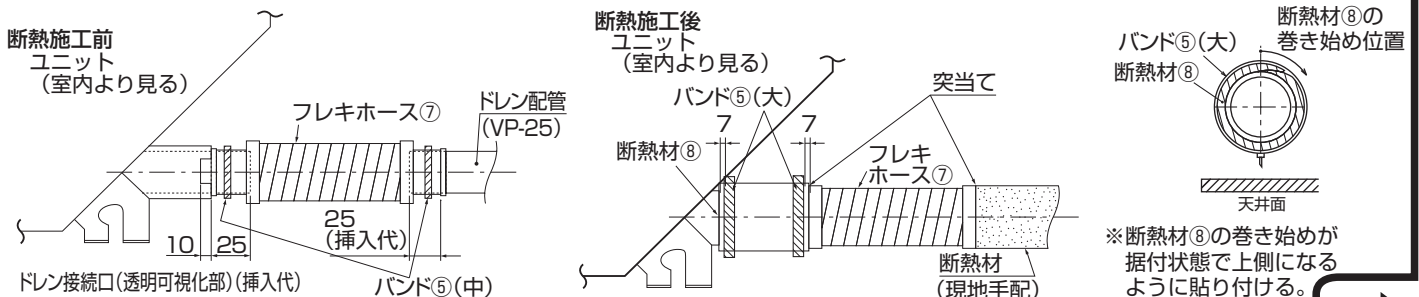 断熱施工前
ユニット
（室内より見る）
フレキホース⑦
ドレン配管
(VP-25)
10
25
25
（挿入代）
ドレン接続口（透明可視化部）（挿入代）
バンド⑤（中）
断熱施工後
ユニット
（室内より見る）
バンド⑤（大）
7
7
突当て
断熱材⑧
フレキ
ホース⑦
断熱材
（現地手配）
断熱材⑧の
巻き始め位置
バンド⑤（大）
断熱材⑧
天井面
※断熱材⑧の巻き始めが
据付状態で上側になる
ように貼り付ける。